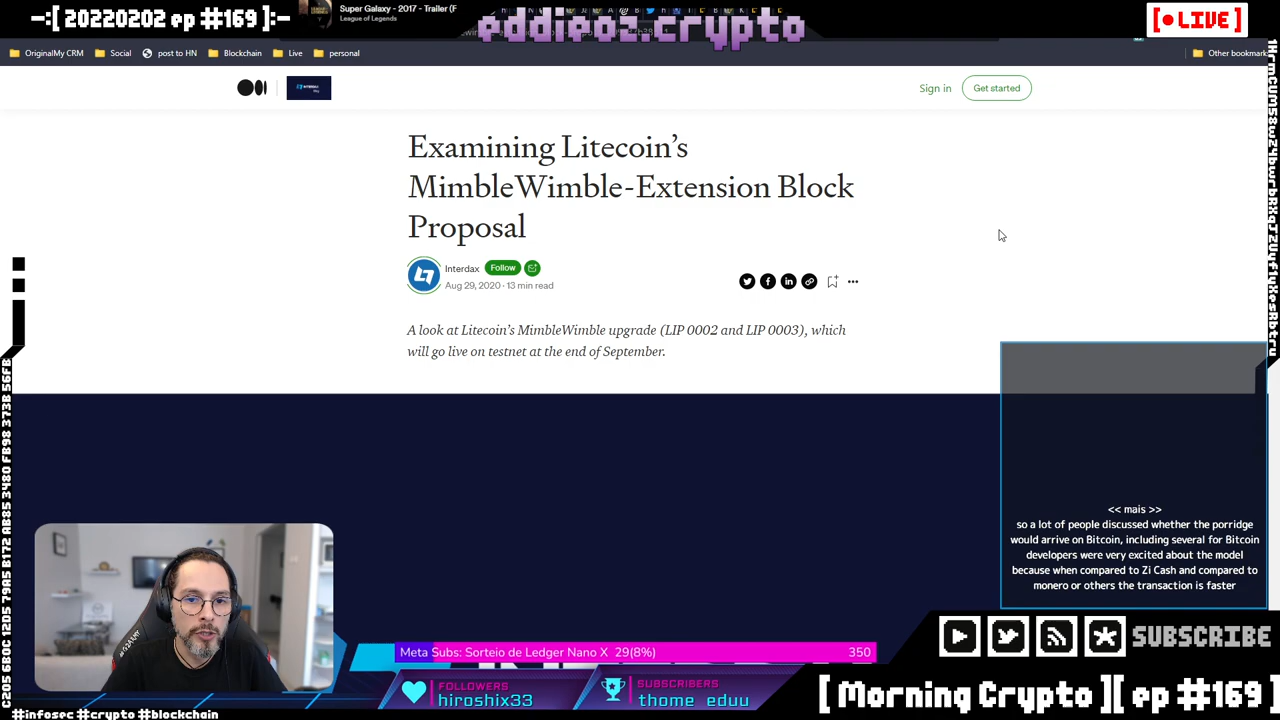 -:[ 20220202 ep #169 ]:-
Super Galaxy - 2017 - Trailer (F
League of Legends
eddieoz.crypto
[ LIVE ]
OriginalMy CRM
Social
post to HN
Blockchain
Live
personal
Other bookmark
Sign in
Get started
Examining Litecoin’s
MimbleWimble-Extension Block
Proposal
Interdax
Follow
Aug 29, 2020 · 13 min read
A look at Litecoin’s MimbleWimble upgrade (LIP 0002 and LIP 0003), which
will go live on testnet at the end of September.
<< mais >>
so a lot of people discussed whether the porridge
would arrive on Bitcoin, including several for Bitcoin
developers were very excited about the model
because when compared to Zi Cash and compared to
monero or others the transaction is faster
Meta Subs: Sorteio de Ledger Nano X 29(8%)
350
FOLLOWERS
hiroshix33
SUBSCRIBERS
thome_eduu
SUBSCRIBE
[ Morning Crypto ][ ep #169 ]
#infosec #crypto #blockchain